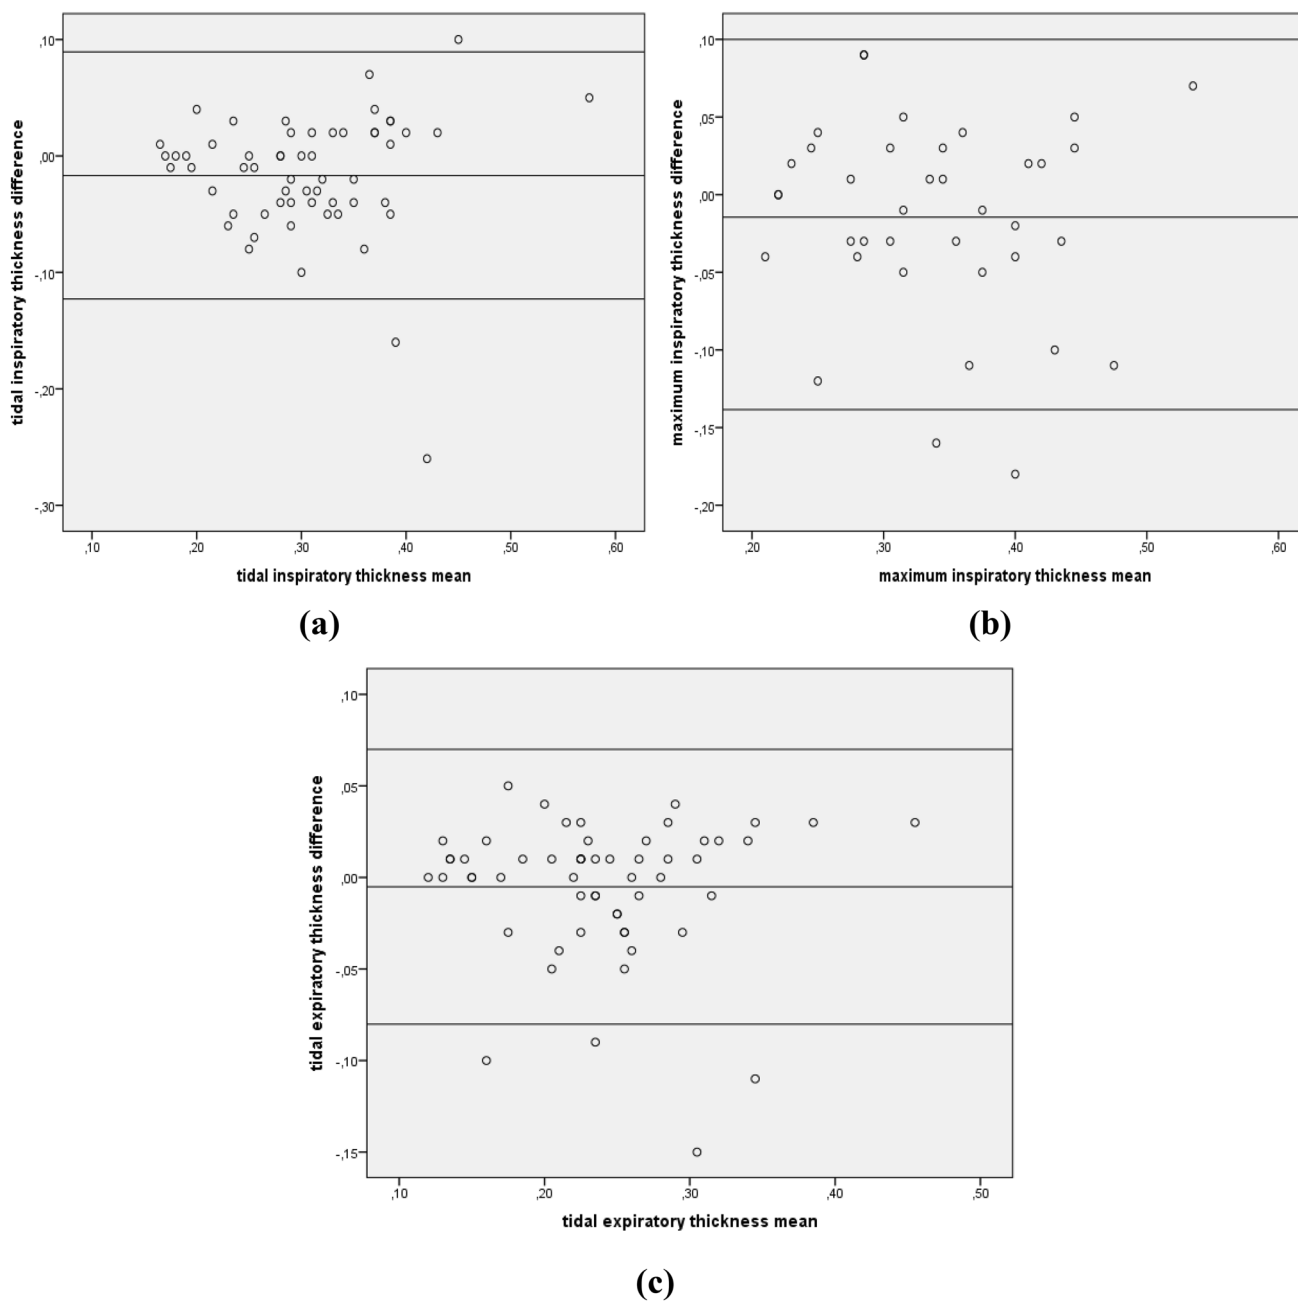 ,10
,00
-,10
-,20
-,30
tidal inspiratory thickness difference
,10 ,20 ,30 ,40 ,50 ,60
tidal inspiratory thickness mean
(a)
,10
,05
,00
-,05
-,10
-,15
-,20
maximum inspiratory thickness difference
,20 ,30 ,40 ,50 ,60
maximum inspiratory thickness mean
(b)
,10
,05
,00
-,05
-,10
-,15
tidal expiratory thickness difference
,10 ,20 ,30 ,40 ,50
tidal expiratory thickness mean
(c)